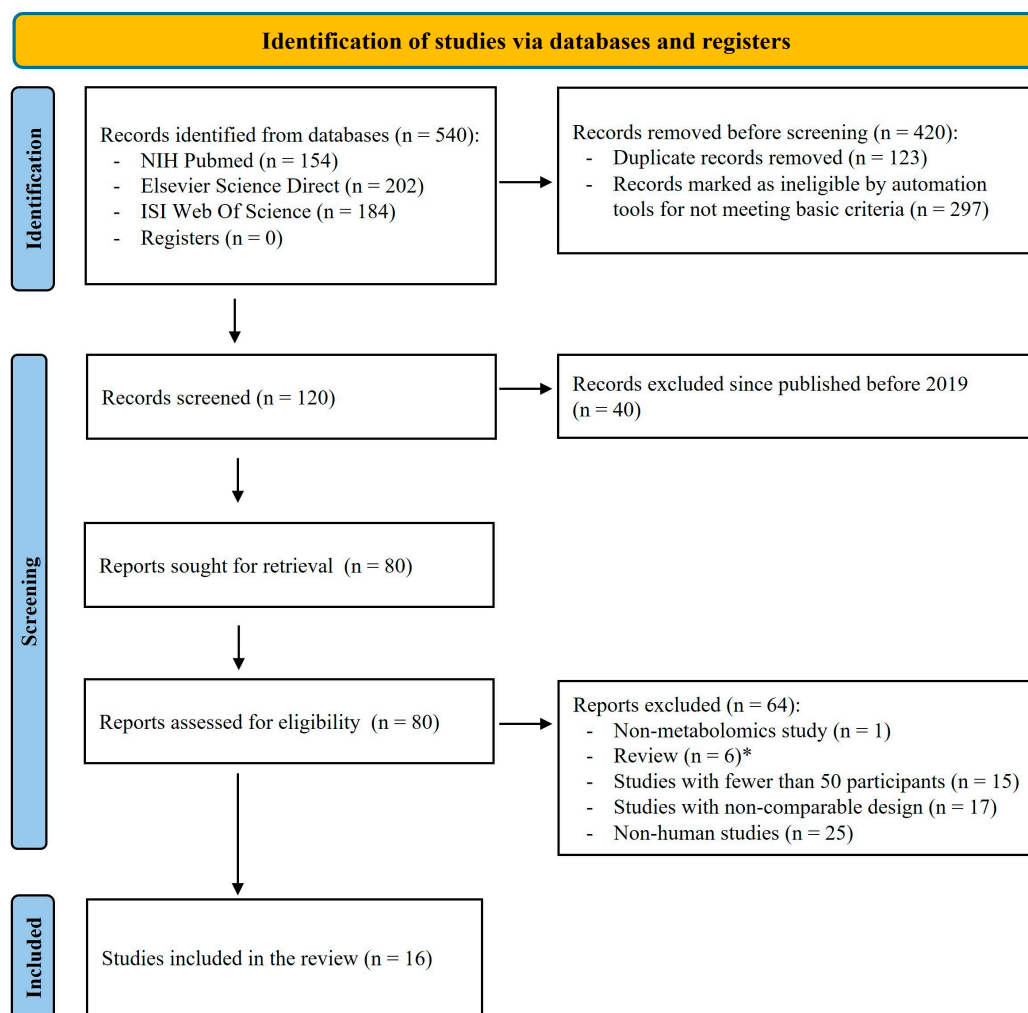 Identification of studies via databases and registers
Identification
Records identified from databases (n = 540):
- NIH Pubmed (n = 154)
- Elsevier Science Direct (n = 202)
- ISI Web Of Science (n = 184)
- Registers (n = 0)
Records removed before screening (n = 420):
- Duplicate records removed (n = 123)
- Records marked as ineligible by automation
tools for not meeting basic criteria (n = 297)
Screening
Records screened (n = 120)
Records excluded since published before 2019
(n = 40)
Reports sought for retrieval (n = 80)
Reports assessed for eligibility (n = 80)
Reports excluded (n = 64):
- Non-metabolomics study (n = 1)
- Review (n = 6)*
- Studies with fewer than 50 participants (n = 15)
- Studies with non-comparable design (n = 17)
- Non-human studies (n = 25)
Included
Studies included in the review (n = 16)